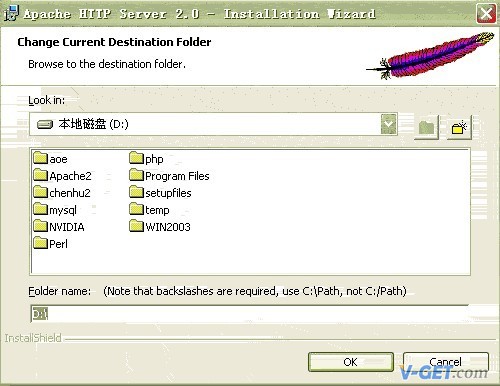 Apache HTTP Server 2.0 - Installation Wizard
Change Current Destination Folder
Browse to the destination folder.
Look in:
本地磁盘 (D:)
aoe php
Apache2 Program Files
chenhu2 setupfiles
mysql temp
NVIDIA WIN2003
Perl
Folder name: (Note that backslashes are required, use C:\Path, not C:/Path)
D:\
InstallShield
OK Cancel
V-GET.com